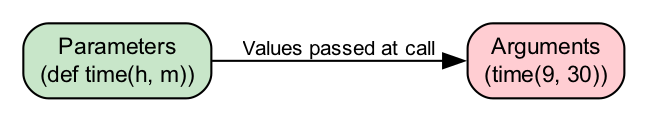 Parameters
(def time(h, m))
Values passed at call
Arguments
(time(9, 30))